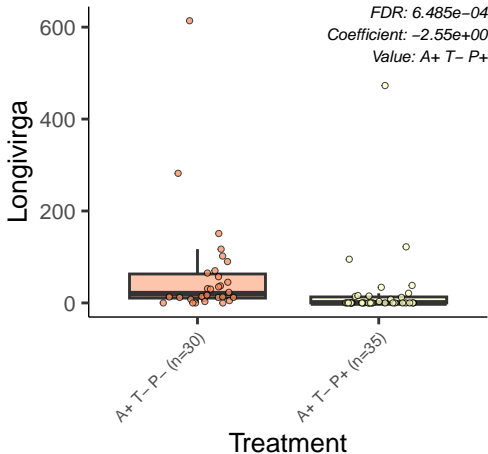 FDR: 6.485e−04
Coefficient: −2.55e+00
Value: A+ T− P+
600
400
200
0
Longivirga
A+ T− P− (n=30)
A+ T− P+ (n=35)
Treatment